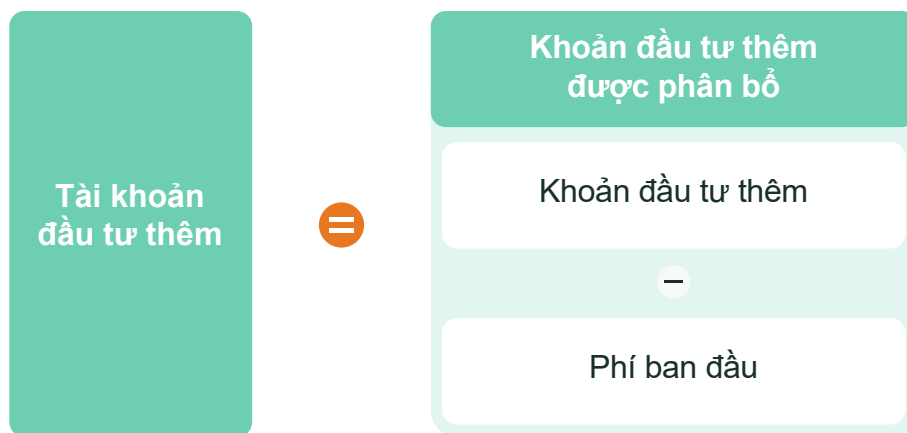 Tài khoản
đầu tư thêm
=
Khoản đầu tư thêm
được phân bổ
Khoản đầu tư thêm
−
Phí ban đầu